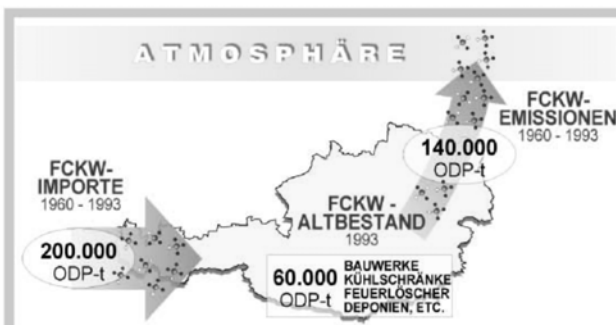 ATMOSPHÄRE
FCKW-
EMISSIONEN
1960 - 1993
140.000
ODP-t
FCKW-
IMPORTE
1960 - 1993
200.000
ODP-t
FCKW -
ALTBESTAND
1993
60.000
ODP-t
BAUWERKE
KÜHLSCHRÄNKE
FEUERLÖSCHER
DEPONIEN, ETC.